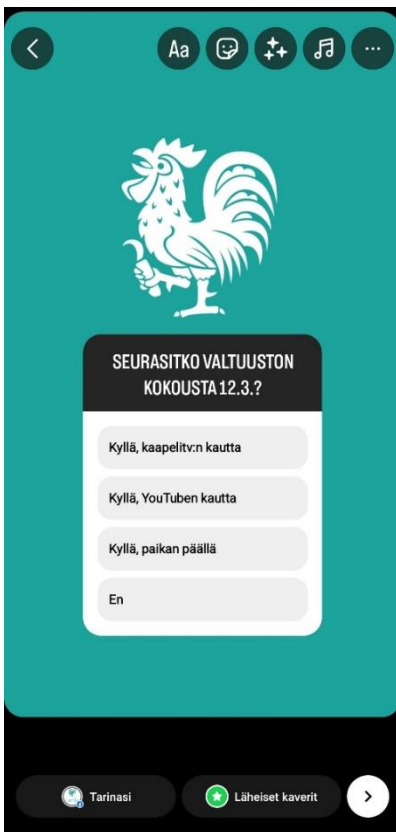 Aa
SEURASITKO VALTUUSTON
KOKOUSTA 12.3.?
Kyllä, kaapelitv:n kautta
Kyllä, YouTuben kautta
Kyllä, paikan päällä
En
Tarinasi
Läheiset kaverit